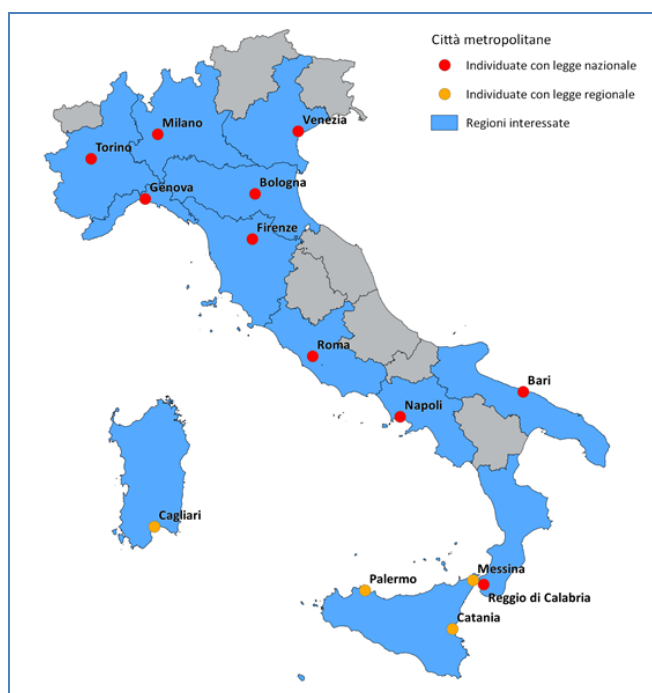 Città metropolitane
Individuate con legge nazionale
Individuate con legge regionale
Regioni interessate
Milano
Venezia
Torino
Genova
Bologna
Firenze
Roma
Bari
Napoli
Cagliari
Messina
Palermo
Reggio di Calabria
Catania